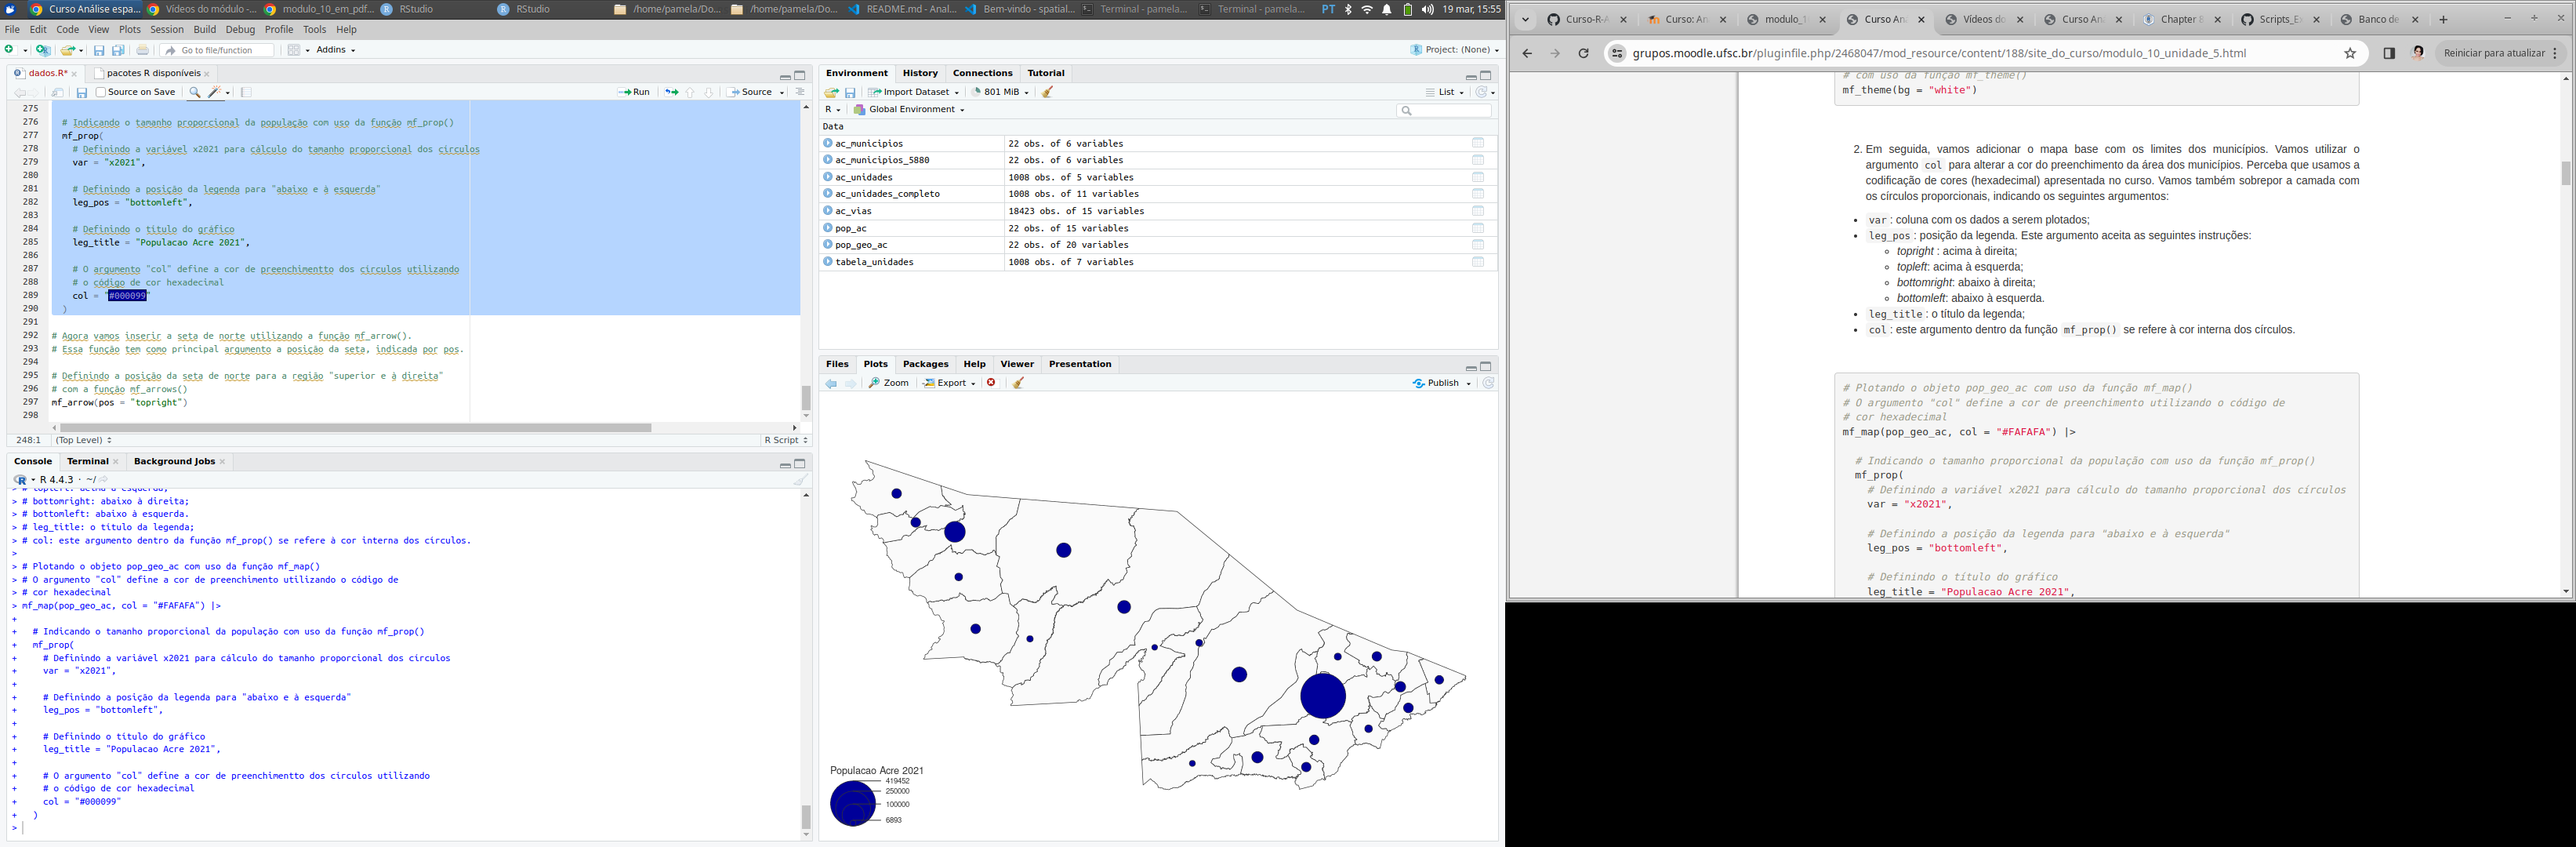 Curso Análise espa...
Vídeos do módulo -...
modulo_10_em_pdf...
RStudio
RStudio
/home/pamela/Do...
/home/pamela/Do...
README.md - Anal...
Bem-vindo - spatial...
Terminal - pamela...
Terminal - pamela...
PT
19 mar, 15:55
File Edit Code View Plots Session Build Debug Profile Tools Help
Go to file/function
Addins
Project: (None)
dados.R*
pacotes R disponíveis
Source on Save
Run
Source
275
276 # Indicando o tamanho proporcional da população com uso da função mf_prop()
277 mf_prop(
278 # Definindo a variável x2021 para cálculo do tamanho proporcional dos círculos
279 var = "x2021",
280
281 # Definindo a posição da legenda para "abaixo e à esquerda"
282 leg_pos = "bottomleft",
283
284 # Definindo o título do gráfico
285 leg_title = "Populacao Acre 2021",
286
287 # O argumento "col" define a cor de preenchimentto dos círculos utilizando
288 # o código de cor hexadecimal
289 col = "#000099"
290 )
291
292 # Agora vamos inserir a seta de norte utilizando a função mf_arrow().
293 # Essa função tem como principal argumento a posição da seta, indicada por pos.
294
295 # Definindo a posição da seta de norte para a região "superior e à direita"
296 # com a função mf_arrows()
297 mf_arrow(pos = "topright")
298
248:1 (Top Level)
R Script
Console Terminal Background Jobs
R 4.4.3 · ~/
> # topleft: acima à esquerda;
> # bottomright: abaixo à direita;
> # bottomleft: abaixo à esquerda.
> # leg_title: o título da legenda;
> # col: este argumento dentro da função mf_prop() se refere à cor interna dos círculos.
>
> # Plotando o objeto pop_geo_ac com uso da função mf_map()
> # O argumento "col" define a cor de preenchimento utilizando o código de
> # cor hexadecimal
> mf_map(pop_geo_ac, col = "#FAFAFA") |>
+
+ # Indicando o tamanho proporcional da população com uso da função mf_prop()
+ mf_prop(
+ # Definindo a variável x2021 para cálculo do tamanho proporcional dos círculos
+ var = "x2021",
+
+ # Definindo a posição da legenda para "abaixo e à esquerda"
+ leg_pos = "bottomleft",
+
+ # Definindo o título do gráfico
+ leg_title = "Populacao Acre 2021",
+
+ # O argumento "col" define a cor de preenchimentto dos círculos utilizando
+ # o código de cor hexadecimal
+ col = "#000099"
+ )
>
Environment History Connections Tutorial
Import Dataset
801 MiB
List
R
Global Environment
Data
ac_municipios 22 obs. of 6 variables
ac_municipios_5880 22 obs. of 6 variables
ac_unidades 1008 obs. of 5 variables
ac_unidades_completo 1008 obs. of 11 variables
ac_vias 18423 obs. of 15 variables
pop_ac 22 obs. of 15 variables
pop_geo_ac 22 obs. of 20 variables
tabela_unidades 1008 obs. of 7 variables
Files Plots Packages Help Viewer Presentation
Zoom
Export
Publish
Populacao Acre 2021
419452
250000
100000
6893
Curso-R-A
Curso: An
modulo_1
Curso An
Vídeos do
Curso An
Chapter 8
Scripts_E
Banco de
grupos.moodle.ufsc.br/pluginfile.php/2468047/mod_resource/content/188/site_do_curso/modulo_10_unidade_5.html
Reiniciar para atualizar
# com uso da função mf_theme()
mf_theme(bg = "white")
2. Em seguida, vamos adicionar o mapa base com os limites dos municípios. Vamos utilizar o
argumento col para alterar a cor do preenchimento da área dos municípios. Perceba que usamos a
codificação de cores (hexadecimal) apresentada no curso. Vamos também sobrepor a camada com
os círculos proporcionais, indicando os seguintes argumentos:
• var : coluna com os dados a serem plotados;
• leg_pos : posição da legenda. Este argumento aceita as seguintes instruções:
◦ topright : acima à direita;
◦ topleft: acima à esquerda;
◦ bottomright: abaixo à direita;
◦ bottomleft: abaixo à esquerda.
• leg_title : o título da legenda;
• col : este argumento dentro da função mf_prop() se refere à cor interna dos círculos.
# Plotando o objeto pop_geo_ac com uso da função mf_map()
# O argumento "col" define a cor de preenchimento utilizando o código de
# cor hexadecimal
mf_map(pop_geo_ac, col = "#FAFAFA") |>
# Indicando o tamanho proporcional da população com uso da função mf_prop()
mf_prop(
# Definindo a variável x2021 para cálculo do tamanho proporcional dos círculos
var = "x2021",
# Definindo a posição da legenda para "abaixo e à esquerda"
leg_pos = "bottomleft",
# Definindo o título do gráfico
leg_title = "Populacao Acre 2021",